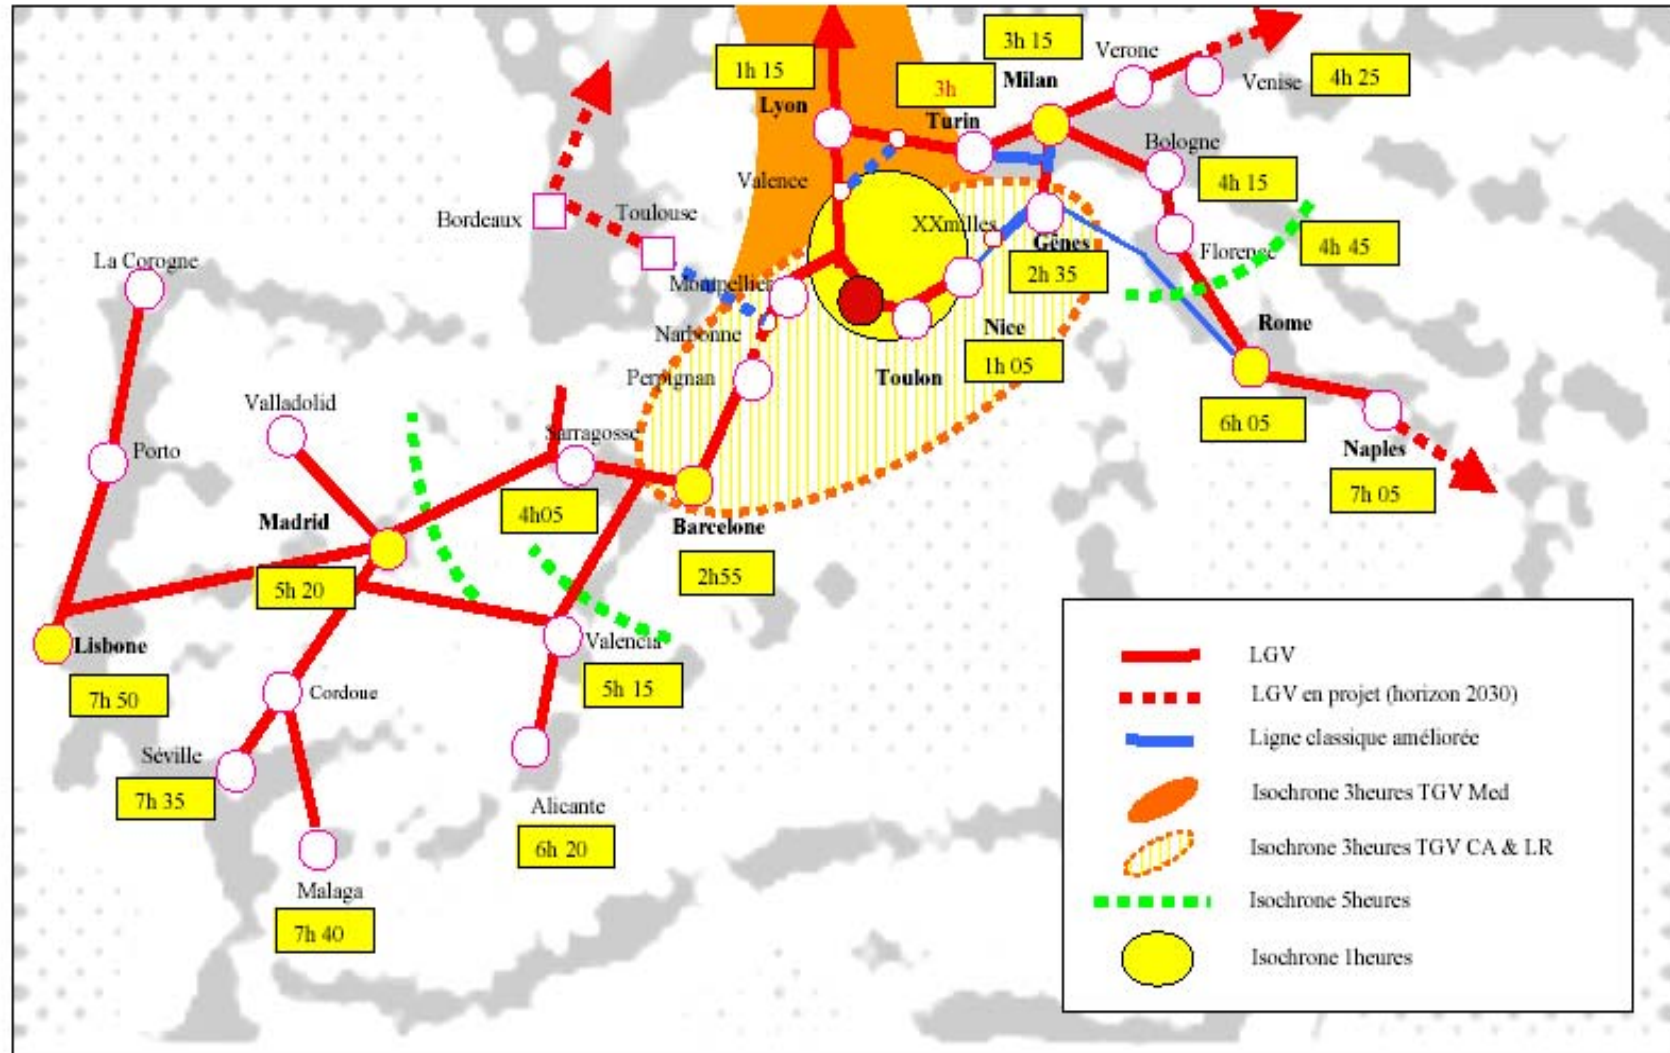 3h 15
Verone
1h 15
3h
Milan
Venise
4h 25
Lyon
Turin
Bologne
Valence
4h 15
Bordeaux
Toulouse
XXmilles
Gênes
Florence
4h 45
La Corogne
Montpellier
2h 35
Narbonne
Nice
Rome
Perpignan
Toulon
1h 05
Valladolid
6h 05
Porto
Sarragosse
Naples
7h 05
Madrid
4h05
Barcelone
5h 20
2h55
Lisbone
Valencia
7h 50
Cordoue
5h 15
Séville
7h 35
Alicante
6h 20
Malaga
7h 40
LGV
LGV en projet (horizon 2030)
Ligne classique améliorée
Isochrone 3heures TGV Med
Isochrone 3heures TGV CA & LR
Isochrone 5heures
Isochrone 1heures